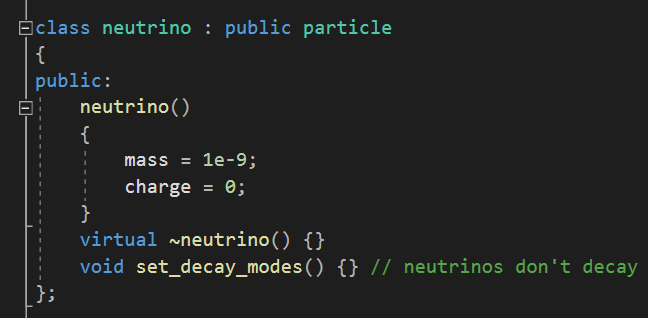 class neutrino : public particle
{
public:
neutrino()
{
mass = 1e-9;
charge = 0;
}
virtual ~neutrino() {}
void set_decay_modes() {} // neutrinos don't decay
};